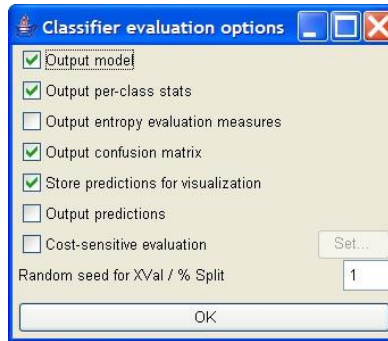 Classifier evaluation options
Output model
Output per-class stats
Output entropy evaluation measures
Output confusion matrix
Store predictions for visualization
Output predictions
Cost-sensitive evaluation Set...
Random seed for XVal / % Split 1
OK